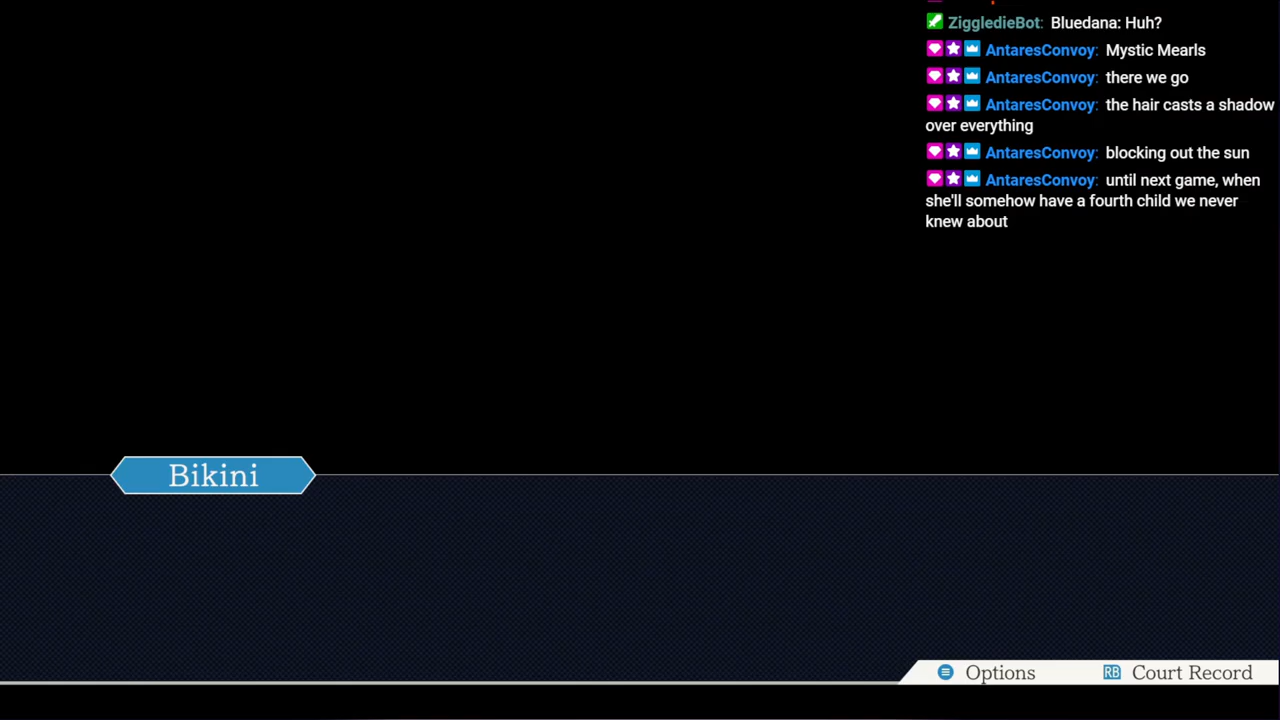 ZiggledieBot: Bluedana: Huh?
AntaresConvoy: Mystic Mearls
AntaresConvoy: there we go
AntaresConvoy: the hair casts a shadow
over everything
AntaresConvoy: blocking out the sun
AntaresConvoy: until next game, when
she'll somehow have a fourth child we never
knew about
Bikini
Options
RB Court Record